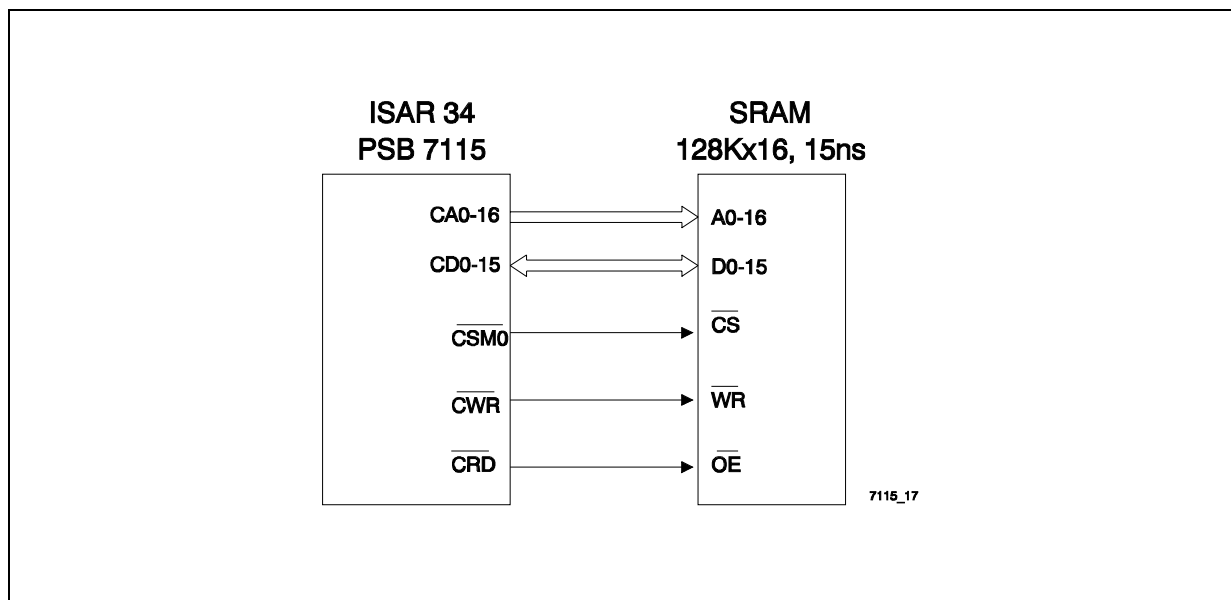 ISAR 34
PSB 7115
SRAM
128Kx16, 15ns
CA0-16
A0-16
CD0-15
D0-15
CSM0
CS
CWR
WR
CRD
OE
7115_17